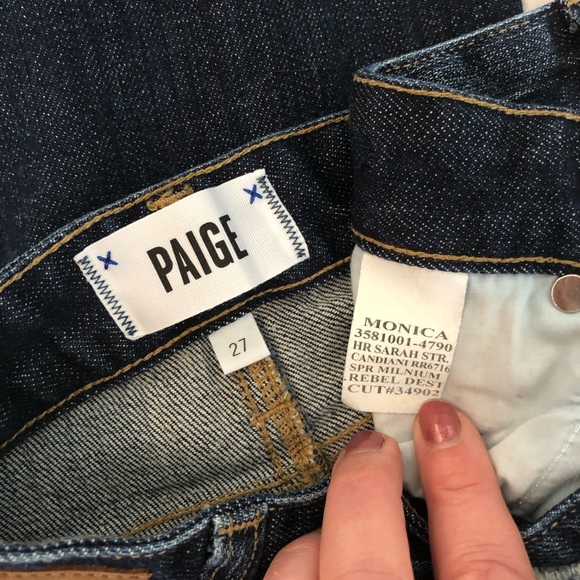 PAIGE
27
MONICA
3581001-4790
HR SARAH STR.
CANDIANI RR6716
SPR MILNIUM
.REBEL DEST
CUT#34902